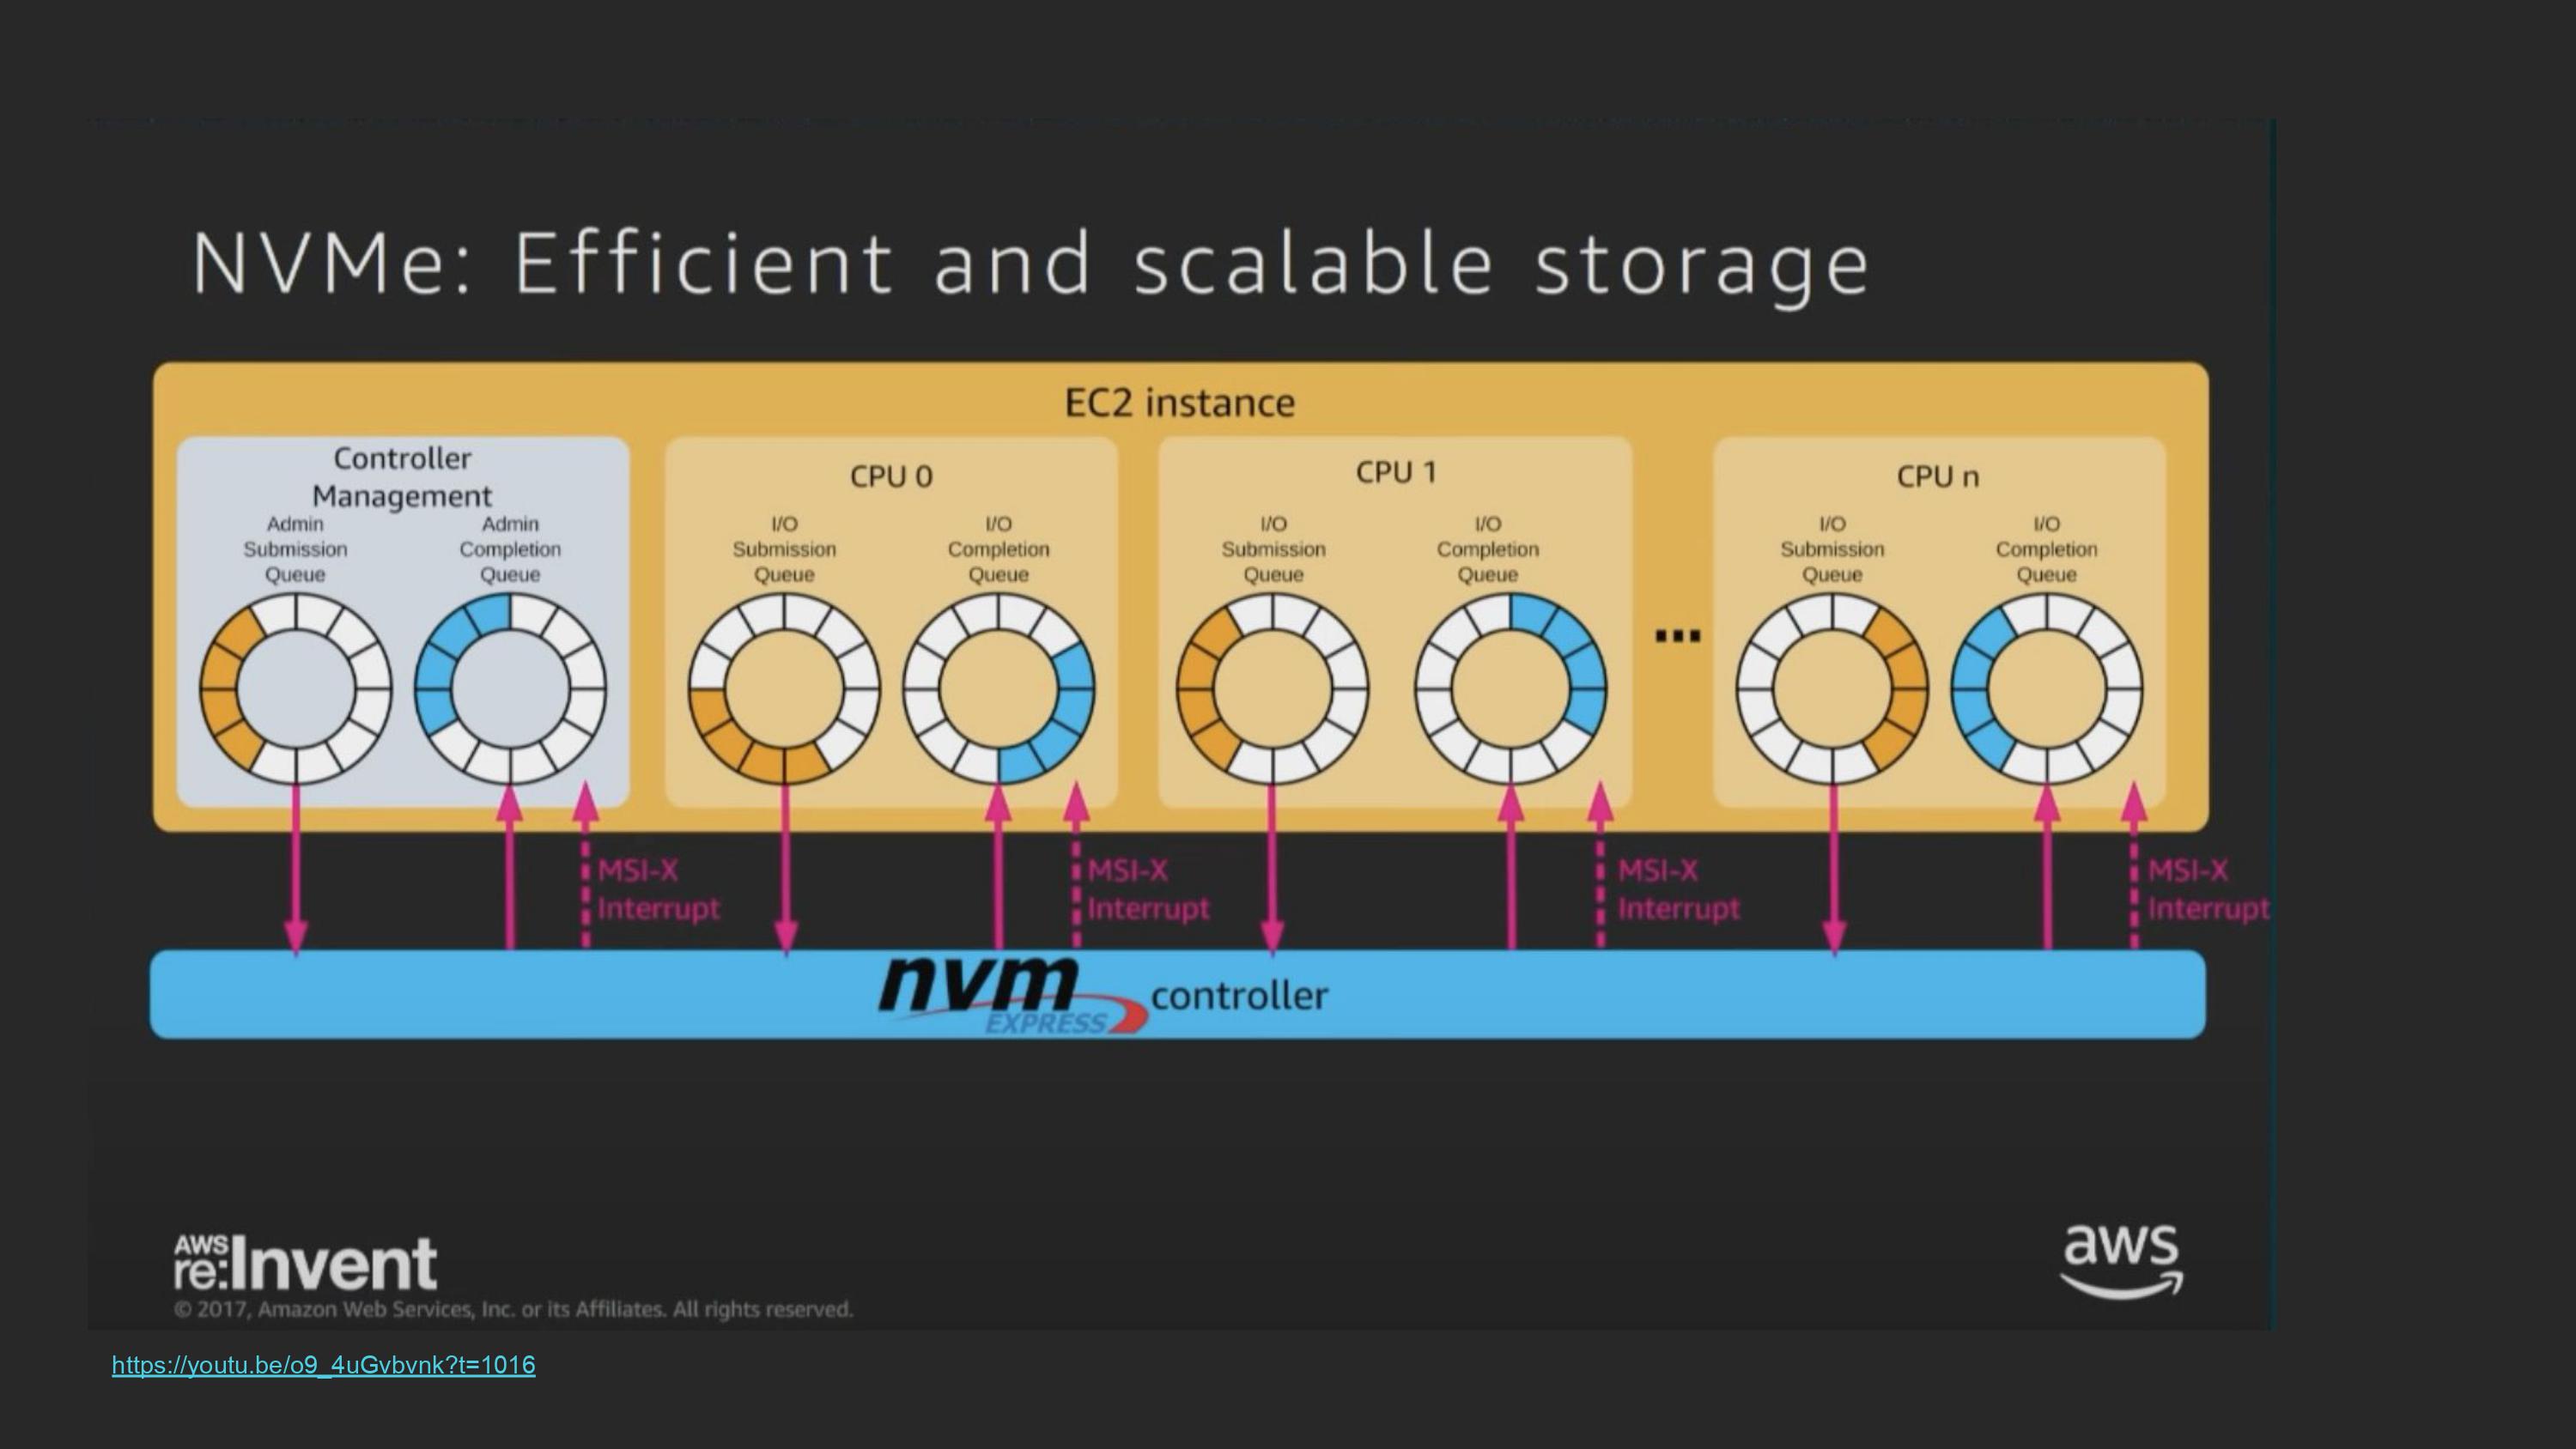 NVMe: Efficient and scalable storage
EC2 instance
Controller
Management
Admin
Submission
Queue
Admin
Completion
Queue
CPU 0
I/O
Submission
Queue
I/O
Completion
Queue
CPU 1
I/O
Submission
Queue
I/O
Completion
Queue
...
CPU n
I/O
Submission
Queue
I/O
Completion
Queue
MSI-X
Interrupt
MSI-X
Interrupt
MSI-X
Interrupt
MSI-X
Interrupt
nvm
EXPRESS
controller
AWS
re:Invent
aws
© 2017, Amazon Web Services, Inc. or its Affiliates. All rights reserved.
https://youtu.be/o9_4uGvbvnk?t=1016